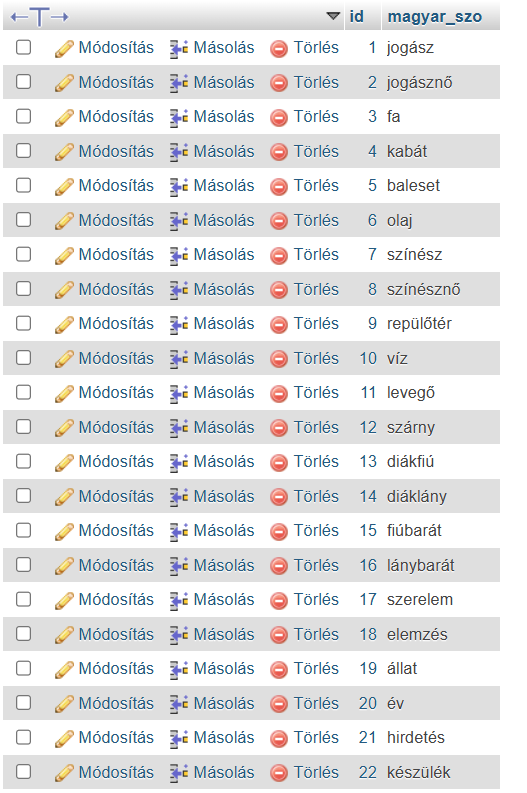 id magyar_szo
Módosítás Másolás Törlés 1 jogász
Módosítás Másolás Törlés 2 jogásznő
Módosítás Másolás Törlés 3 fa
Módosítás Másolás Törlés 4 kabát
Módosítás Másolás Törlés 5 baleset
Módosítás Másolás Törlés 6 olaj
Módosítás Másolás Törlés 7 színész
Módosítás Másolás Törlés 8 színésznő
Módosítás Másolás Törlés 9 repülőtér
Módosítás Másolás Törlés 10 víz
Módosítás Másolás Törlés 11 levegő
Módosítás Másolás Törlés 12 szárny
Módosítás Másolás Törlés 13 diákfiú
Módosítás Másolás Törlés 14 diáklány
Módosítás Másolás Törlés 15 fiúbarát
Módosítás Másolás Törlés 16 lánybarát
Módosítás Másolás Törlés 17 szerelem
Módosítás Másolás Törlés 18 elemzés
Módosítás Másolás Törlés 19 állat
Módosítás Másolás Törlés 20 év
Módosítás Másolás Törlés 21 hirdetés
Módosítás Másolás Törlés 22 készülék